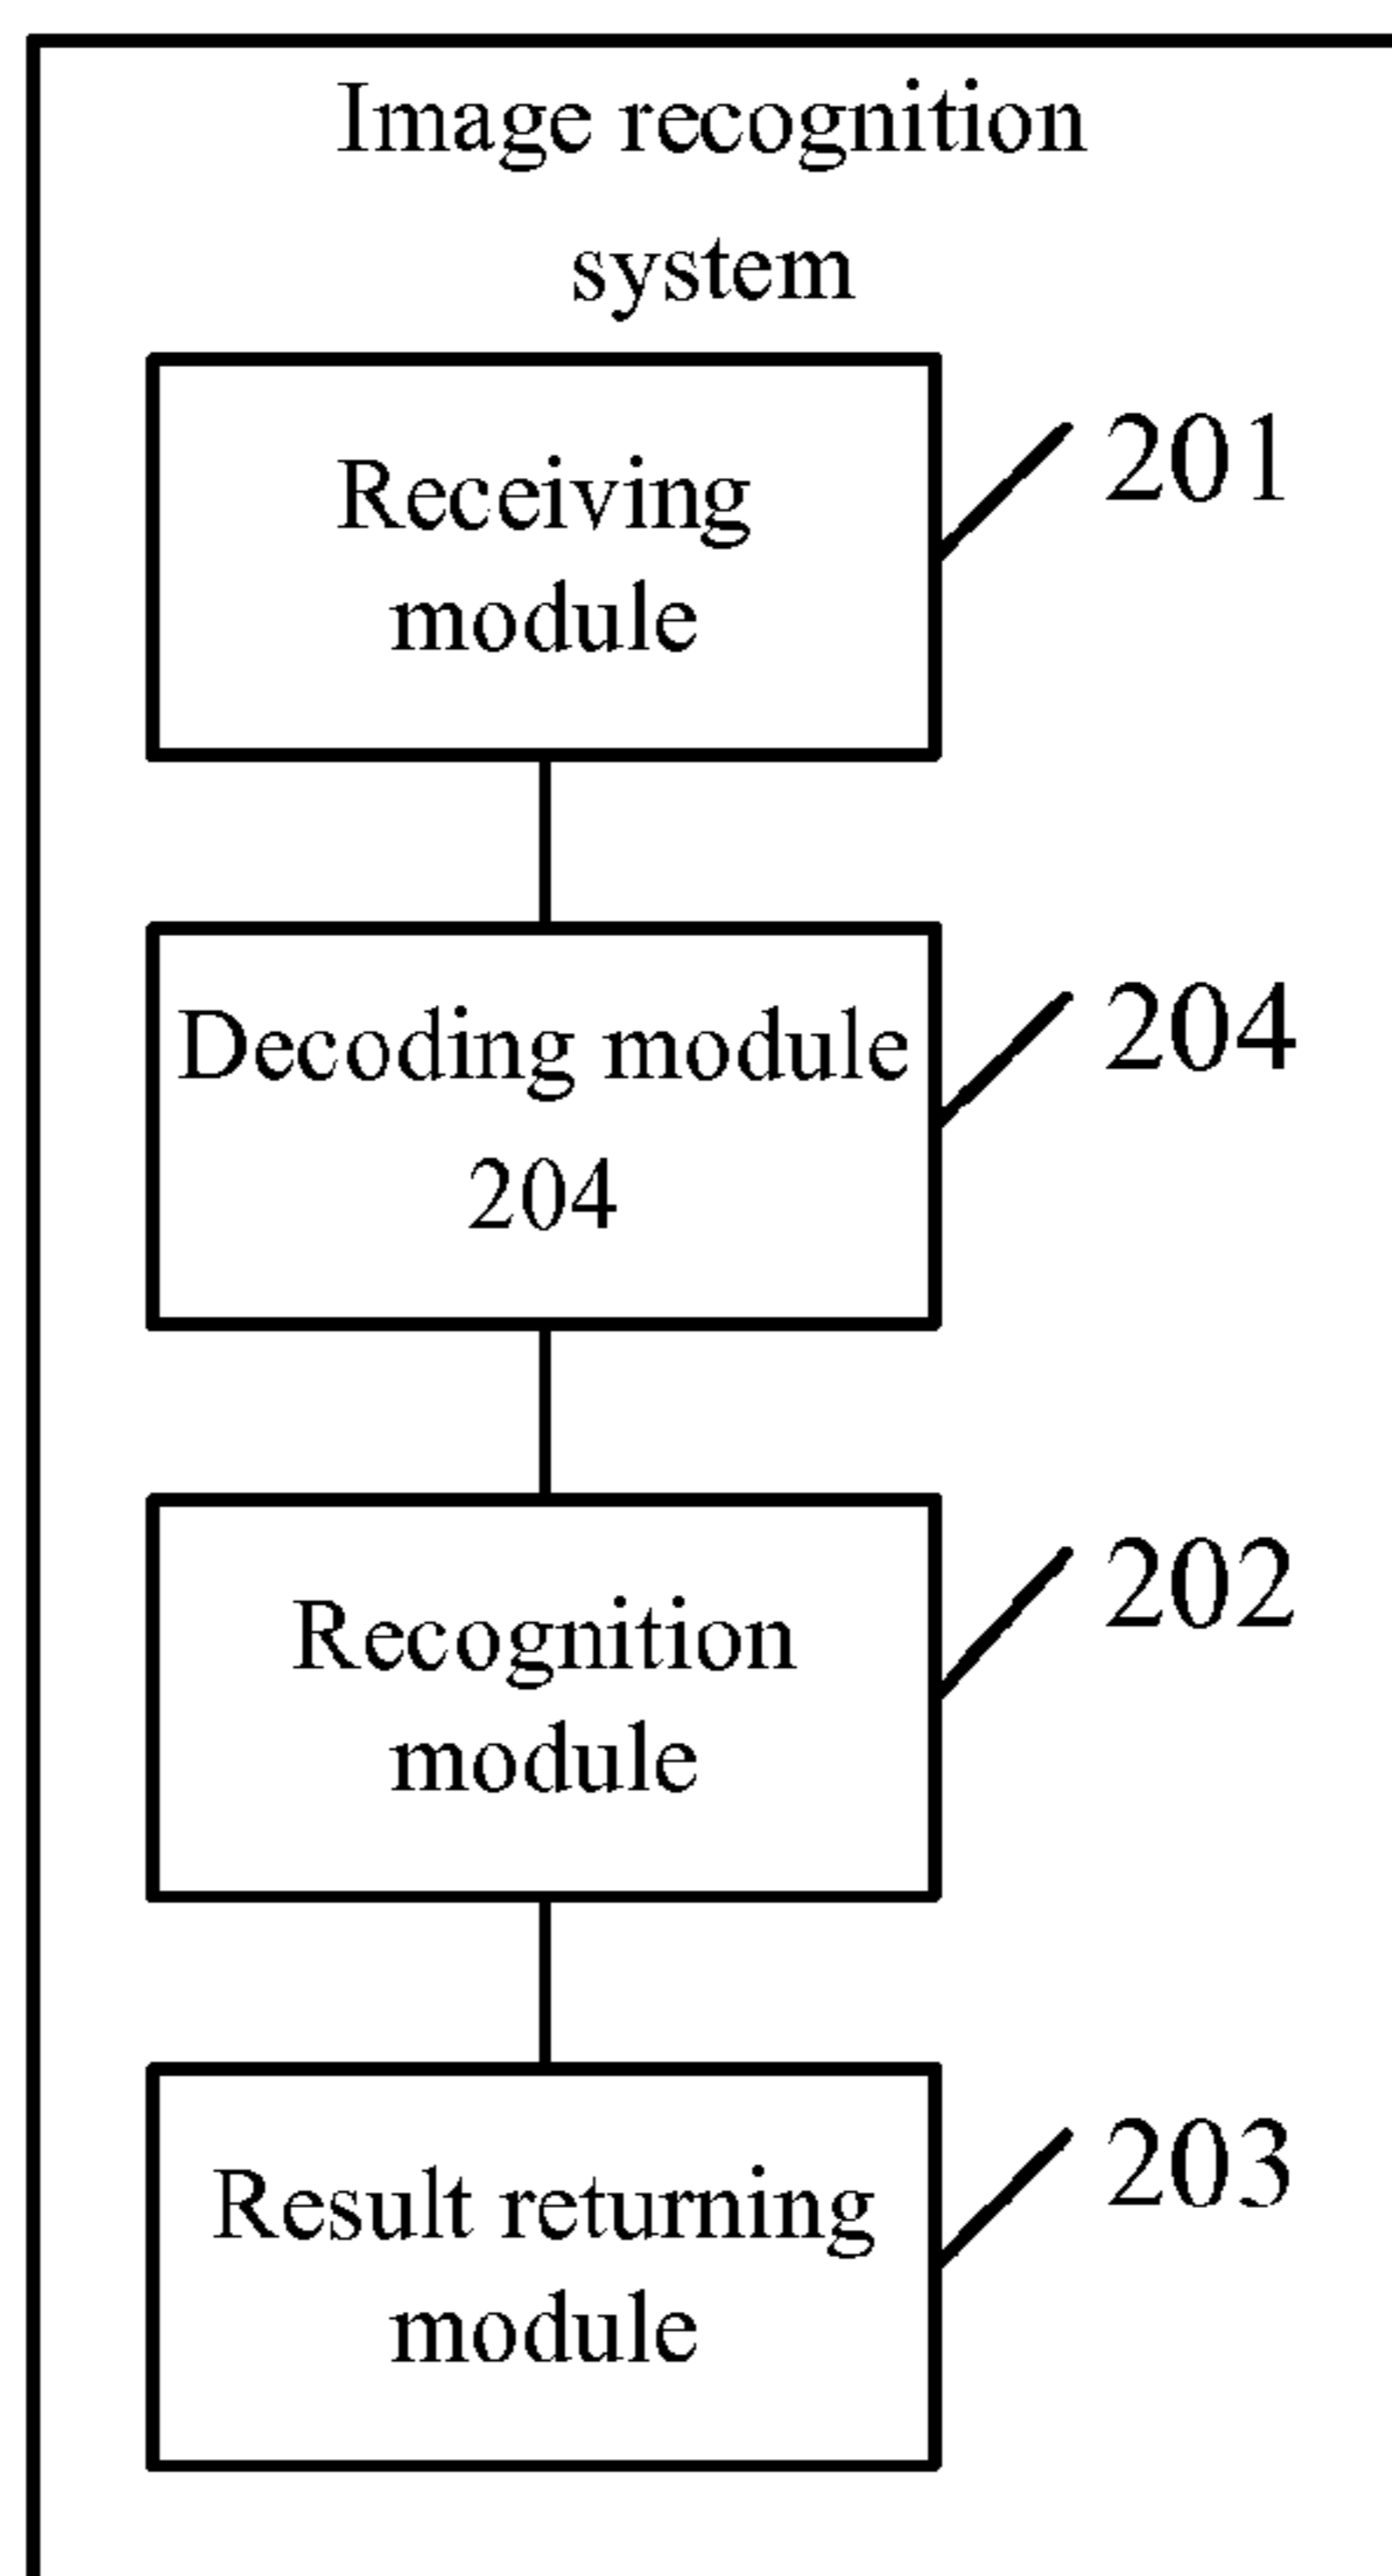 Image recognition
system
Receiving
module
201
Decoding module
204
204
Recognition
module
202
Result returning
module
203